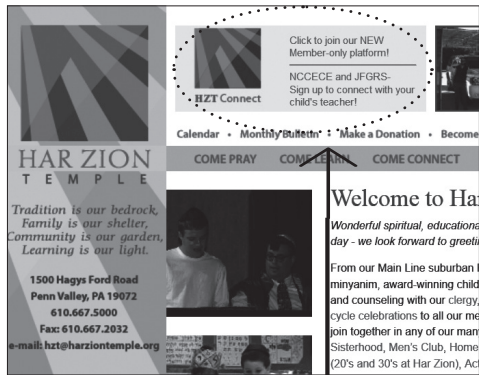 HAR ZION
TEMPLE
Tradition is our bedrock,
Family is our shelter,
Community is our garden,
Learning is our light.
1500 Hagys Ford Road
Penn Valley, PA 19072
610.667.5000
Fax: 610.667.2032
e-mail: hzt@harziontemple.org
HZT Connect
Click to join our NEW
Member-only platform!
NCCECE and JFGRS-
Sign up to connect with your
child's teacher!
Calendar • Monthly Bulletin • Make a Donation • Become
COME PRAY COME LEARN COME CONNECT
Welcome to Ha
Wonderful spiritual, educationa
day - we look forward to greeti
From our Main Line suburban
minyanim, award-winning child
and counseling with our clergy,
cycle celebrations to all our me
join together in any of our man
Sisterhood, Men's Club, Home
(20's and 30's at Har Zion), Act